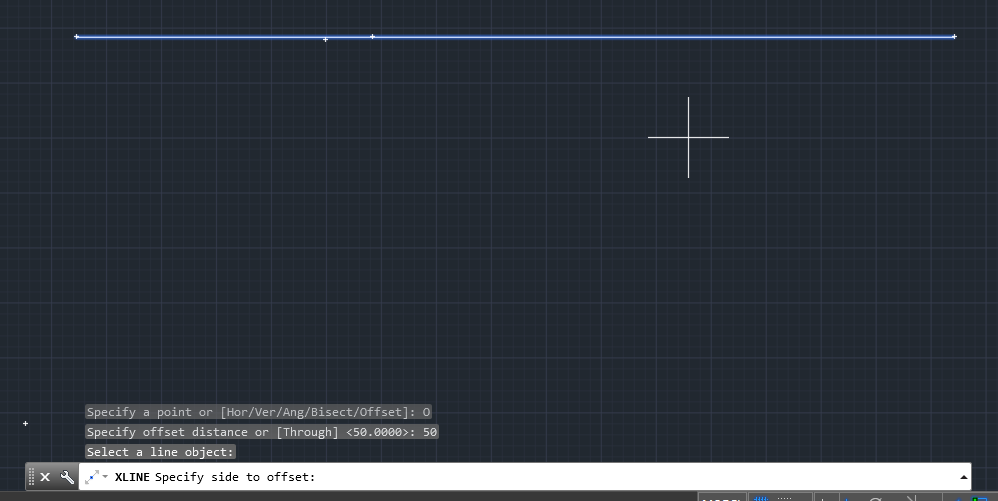 Specify a point or [Hor/Ver/Ang/Bisect/Offset]: O
Specify offset distance or [Through] <50.0000>: 50
Select a line object:
XLINE Specify side to offset:
MODEL